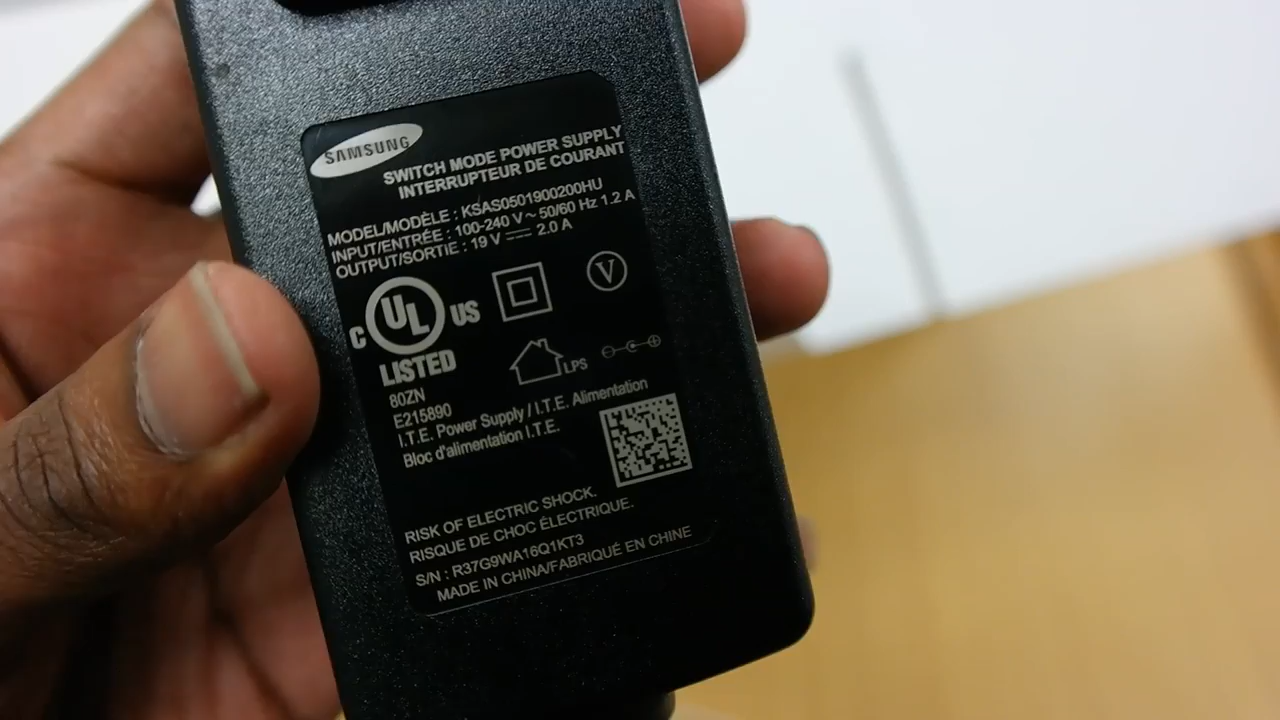 SAMSUNG
SWITCH MODE POWER SUPPLY
INTERRUPTEUR DE COURANT
MODEL/MODÈLE : KSAS0501900200HU
INPUT/ENTRÉE : 100-240 V ~ 50/60 Hz 1.2 A
OUTPUT/SORTIE : 19 V ⎓ 2.0 A
C UL US
LISTED
V
LPS
80ZN
E215890
I.T.E. Power Supply / I.T.E. Alimentation
Bloc d'alimentation I.T.E.
RISK OF ELECTRIC SHOCK.
RISQUE DE CHOC ÉLECTRIQUE.
S/N : R37G9WA16Q1KT3
MADE IN CHINA/FABRIQUÉ EN CHINE